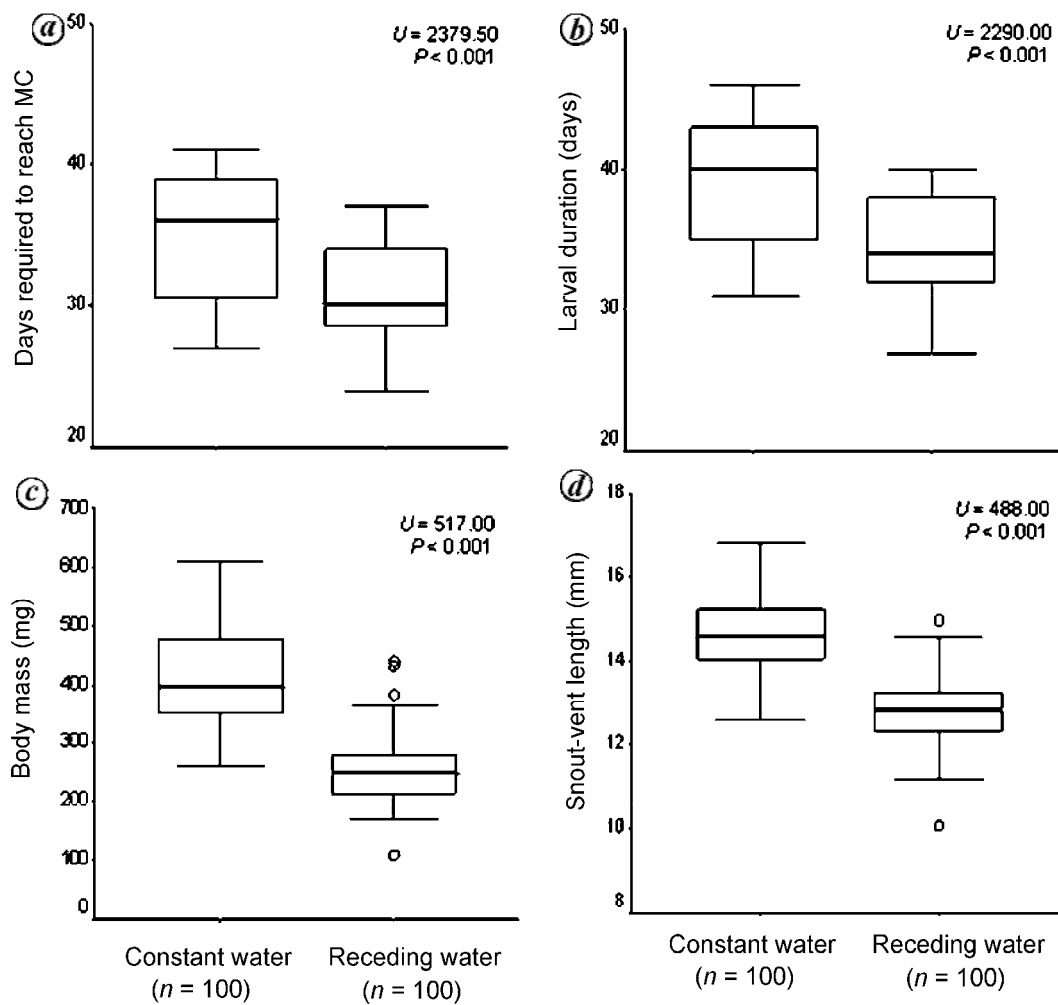 a
U = 2379.50
P < 0.001
Days required to reach MC
50
40
30
20
b
U = 2290.00
P < 0.001
Larval duration (days)
50
40
30
20
c
U = 517.00
P < 0.001
Body mass (mg)
700
600
500
400
300
200
100
0
d
U = 488.00
P < 0.001
Snout-vent length (mm)
18
16
14
12
10
8
Constant water Receding water Constant water Receding water
(n = 100) (n = 100) (n = 100) (n = 100)